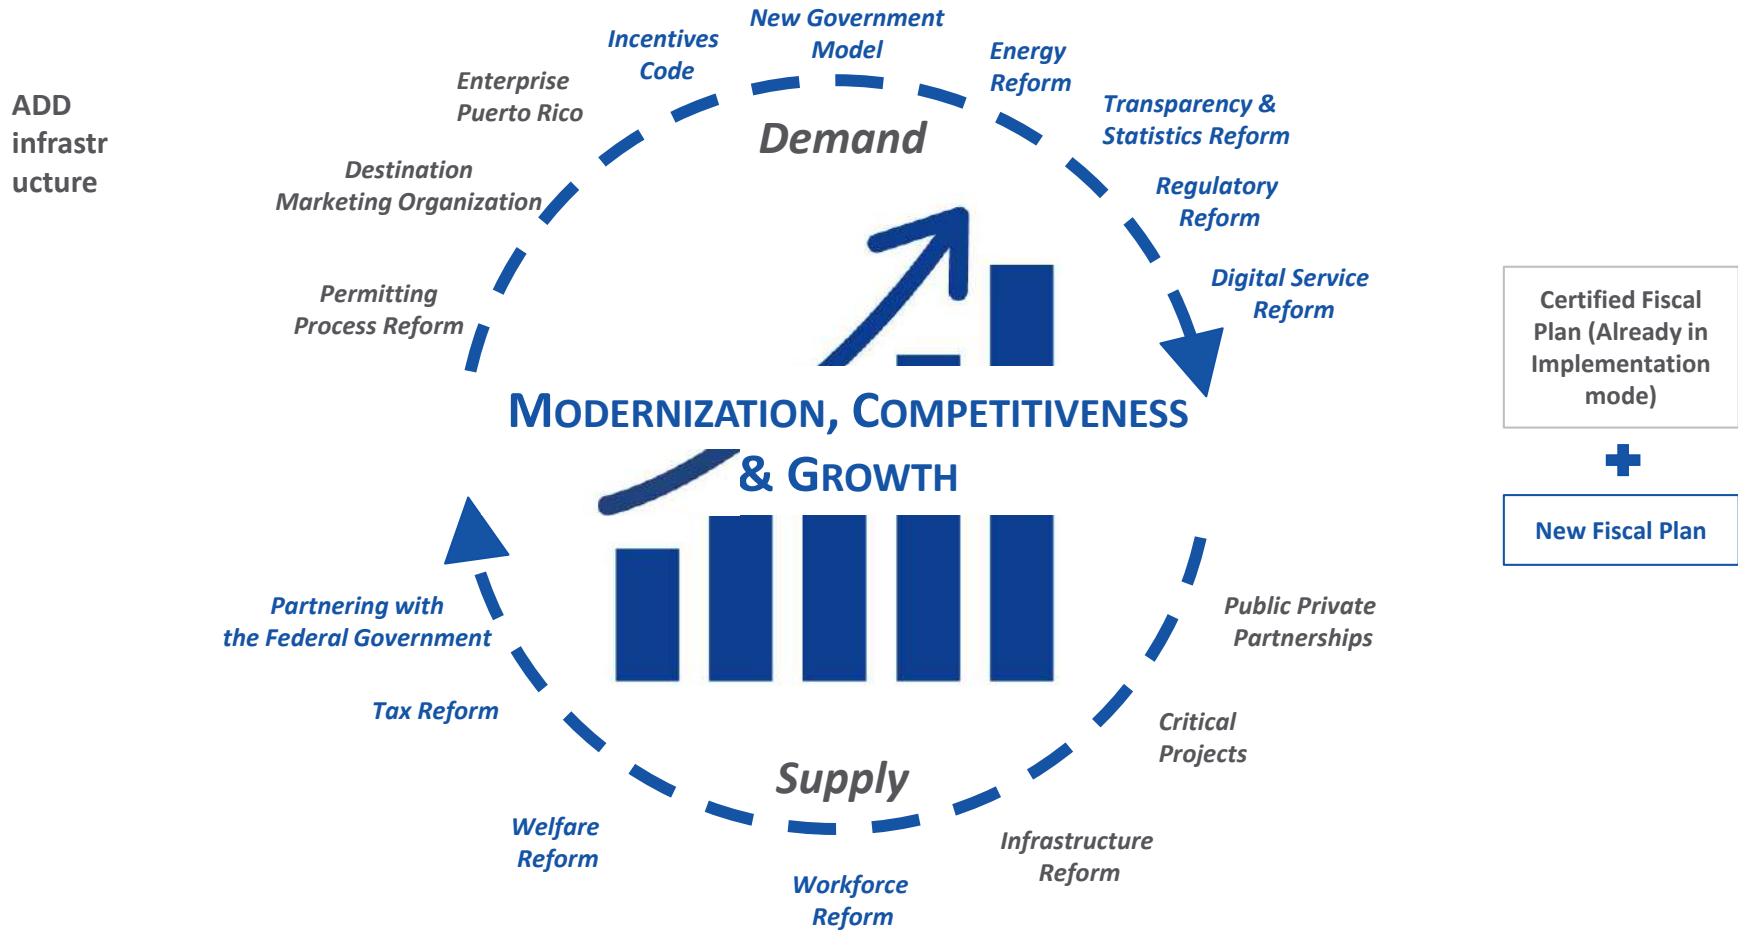 ADD
infrastr
ucture
New Government
Model
Incentives
Code
Energy
Reform
Enterprise
Puerto Rico
Transparency &
Statistics Reform
Demand
Destination
Marketing Organization
Regulatory
Reform
Permitting
Process Reform
Digital Service
Reform
MODERNIZATION, COMPETITIVENESS
& GROWTH
Certified Fiscal
Plan (Already in
Implementation
mode)
New Fiscal Plan
Partnering with
the Federal Government
Public Private
Partnerships
Tax Reform
Critical
Projects
Supply
Welfare
Reform
Infrastructure
Reform
Workforce
Reform